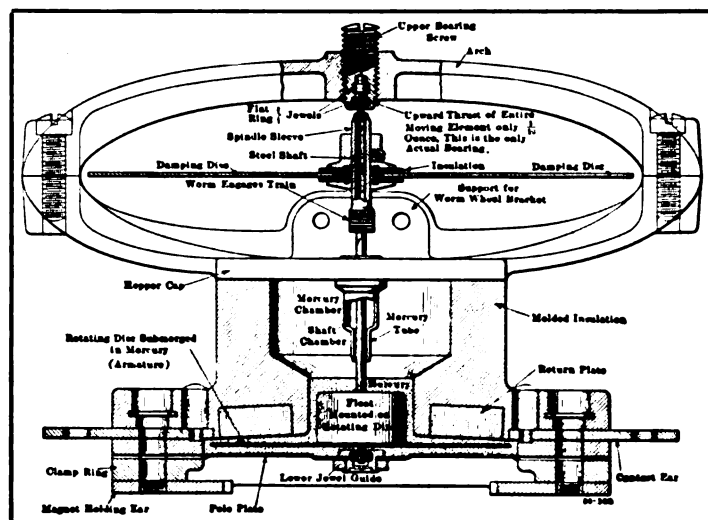 Upper Bearing
Screw
Arch
Flat
Ring
Jewels
Upward Thrust of Entire
Moving Element only 1/2
Ounce. This is the only
Actual Bearing.
Spindle Sleeve
Steel Shaft
Insulation
Damping Disc
Damping Disc
Worm Engages Train
Support for
Worm Wheel Bracket
Hopper Cap
Mercury
Chamber
Mercury
Tube
Shaft
Chamber
Molded Insulation
Rotating Disc Submerged
in Mercury
(Armature)
Return Plate
Mercury
Float
Mounted on
Rotating Disc
Clamp Ring
Lower Jewel Guide
Contact Ear
Magnet Holding Ear
Pole Plate